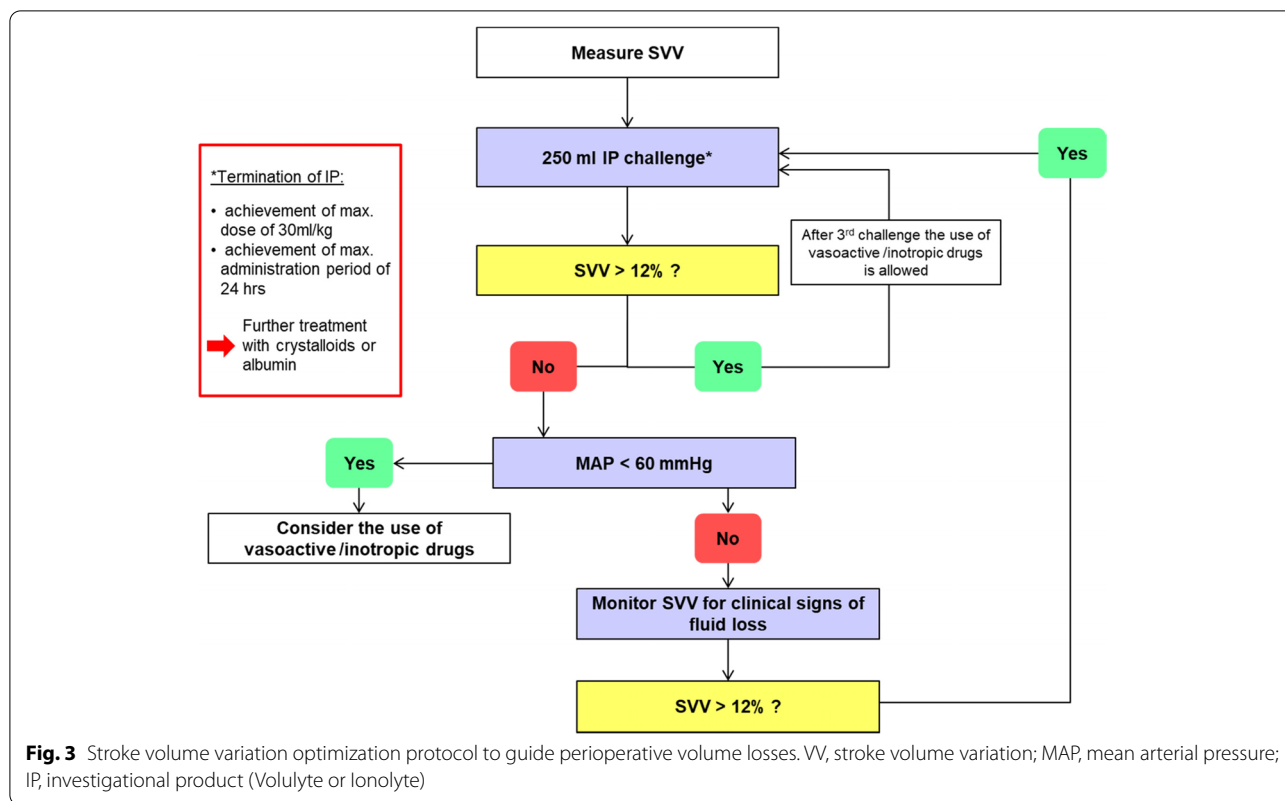 Measure SVV
250 ml IP challenge*
Yes
*Termination of IP:
• achievement of max.
dose of 30ml/kg
• achievement of max.
administration period of
24 hrs
Further treatment
with crystalloids or
albumin
After 3rd challenge the use of
vasoactive/inotropic drugs
is allowed
SVV > 12% ?
No
Yes
MAP < 60 mmHg
Yes
Consider the use of
vasoactive/inotropic drugs
No
Monitor SVV for clinical signs of
fluid loss
SVV > 12% ?
Fig. 3 Stroke volume variation optimization protocol to guide perioperative volume losses. VV, stroke volume variation; MAP, mean arterial pressure;
IP, investigational product (Volulyte or Ionolyte)